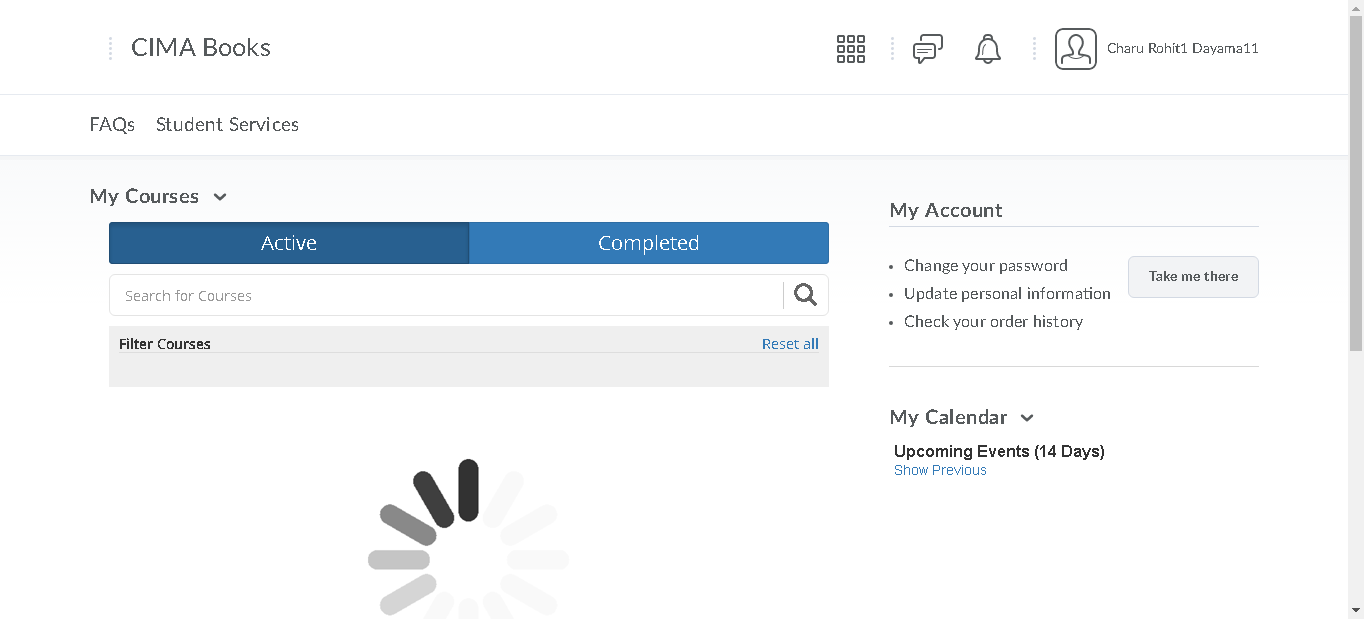 CIMA Books
Charu Rohit1 Dayama11
FAQs Student Services
My Courses
Active Completed
Search for Courses
Filter Courses Reset all
My Account
Change your password
Update personal information
Check your order history
Take me there
My Calendar
Upcoming Events (14 Days)
Show Previous